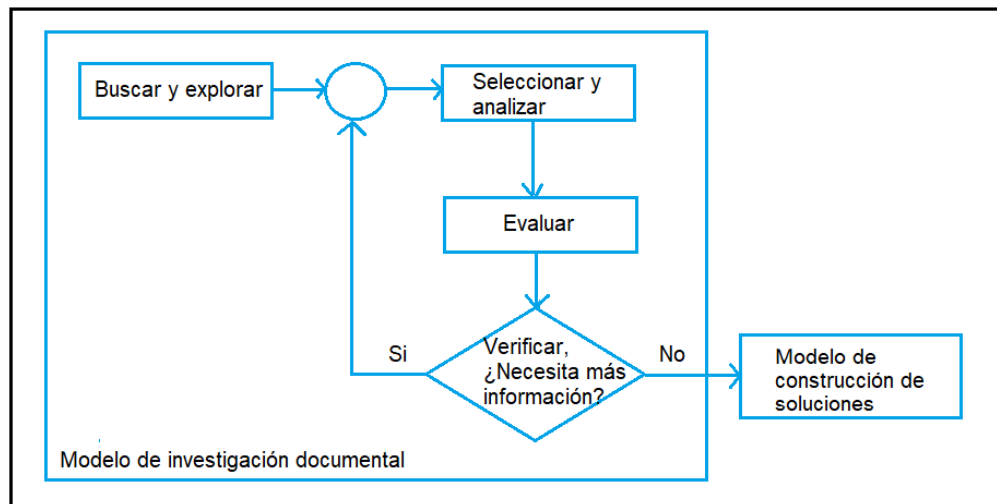 Buscar y explorar
Seleccionar y
analizar
Evaluar
Si
Verificar,
¿Necesita más
información?
No
Modelo de
construcción de
soluciones
Modelo de investigación documental